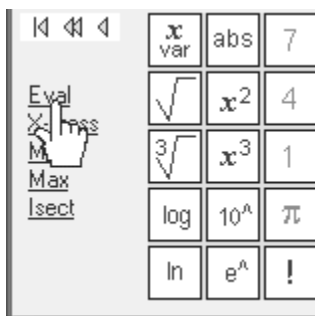 x var abs 7
Eval √ x² 4
Max ∛ x³ 1
Isect log 10^ π
ln e^ !